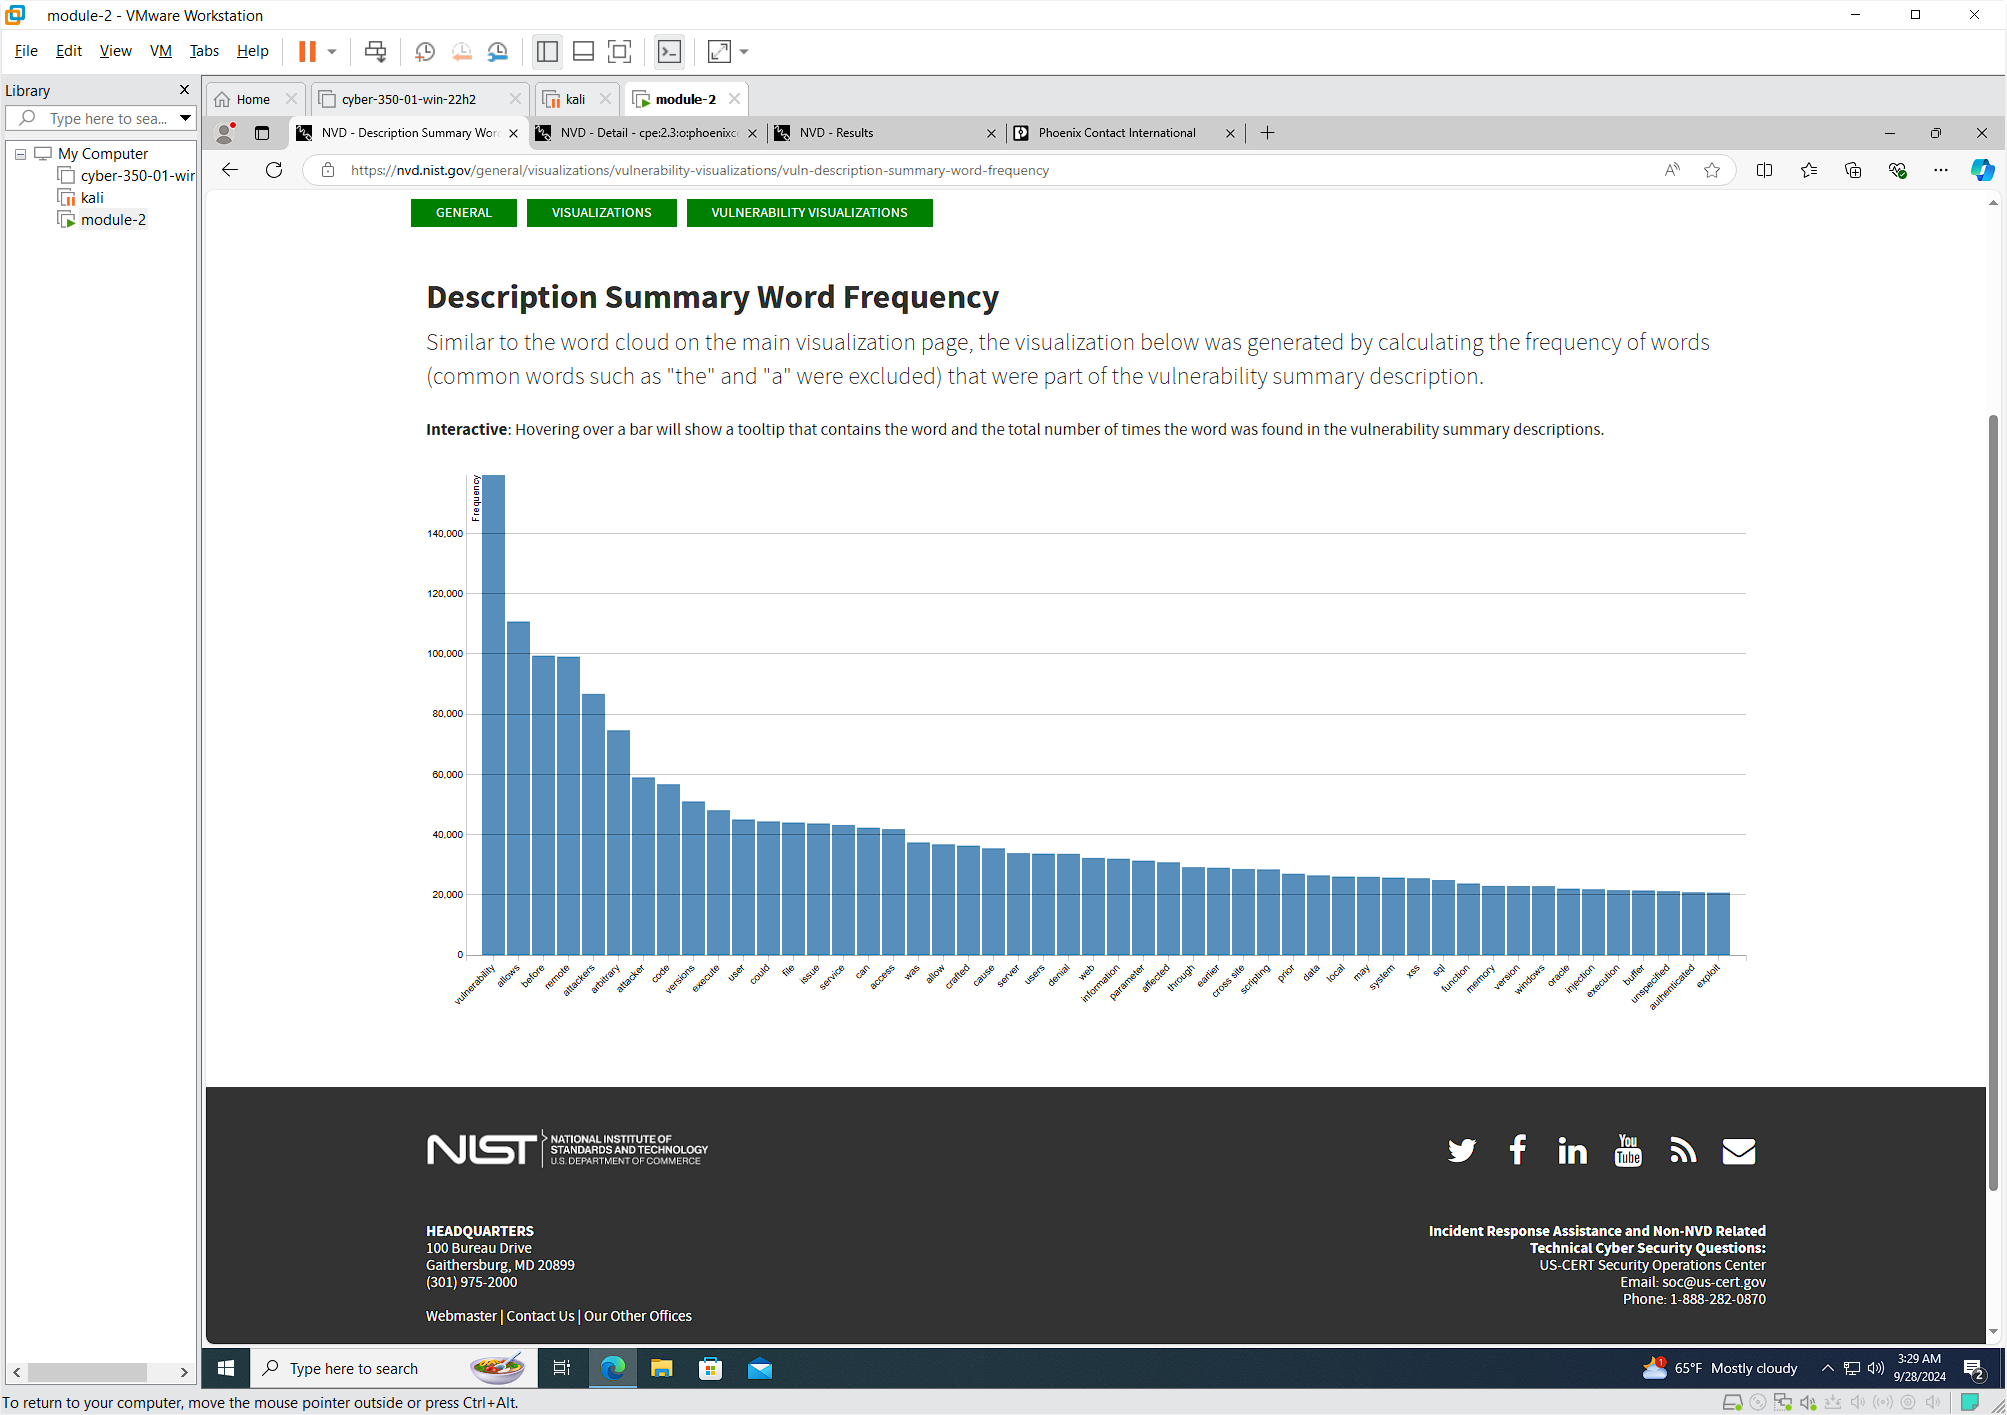 module-2 - VMware Workstation
File Edit View VM Tabs Help
Library
Type here to sea...
My Computer
cyber-350-01-wir
kali
module-2
Home
cyber-350-01-win-22h2
kali
module-2
NVD - Description Summary Wor
NVD - Detail - cpe:2.3:o:phoenixc
NVD - Results
Phoenix Contact International
https://nvd.nist.gov/general/visualizations/vulnerability-visualizations/vuln-description-summary-word-frequency
GENERAL
VISUALIZATIONS
VULNERABILITY VISUALIZATIONS
Description Summary Word Frequency
Similar to the word cloud on the main visualization page, the visualization below was generated by calculating the frequency of words
(common words such as "the" and "a" were excluded) that were part of the vulnerability summary description.
Interactive: Hovering over a bar will show a tooltip that contains the word and the total number of times the word was found in the vulnerability summary descriptions.
Frequency
140,000
120,000
100,000
80,000
60,000
40,000
20,000
0
vulnerability
allows
before
remote
attackers
arbitrary
attacker
code
versions
execute
user
could
file
issue
service
can
access
was
allow
crafted
cause
server
users
denial
web
information
parameter
affected
through
earlier
cross site
scripting
prior
data
local
may
system
xss
sql
function
memory
version
windows
oracle
injection
execution
buffer
unspecified
authenticated
exploit
NIST
NATIONAL INSTITUTE OF
STANDARDS AND TECHNOLOGY
U.S. DEPARTMENT OF COMMERCE
You
Tube
HEADQUARTERS
100 Bureau Drive
Gaithersburg, MD 20899
(301) 975-2000
Webmaster | Contact Us | Our Other Offices
Incident Response Assistance and Non-NVD Related
Technical Cyber Security Questions:
US-CERT Security Operations Center
Email: soc@us-cert.gov
Phone: 1-888-282-0870
Type here to search
1
65°F Mostly cloudy
3:29 AM
9/28/2024
2
To return to your computer, move the mouse pointer outside or press Ctrl+Alt.